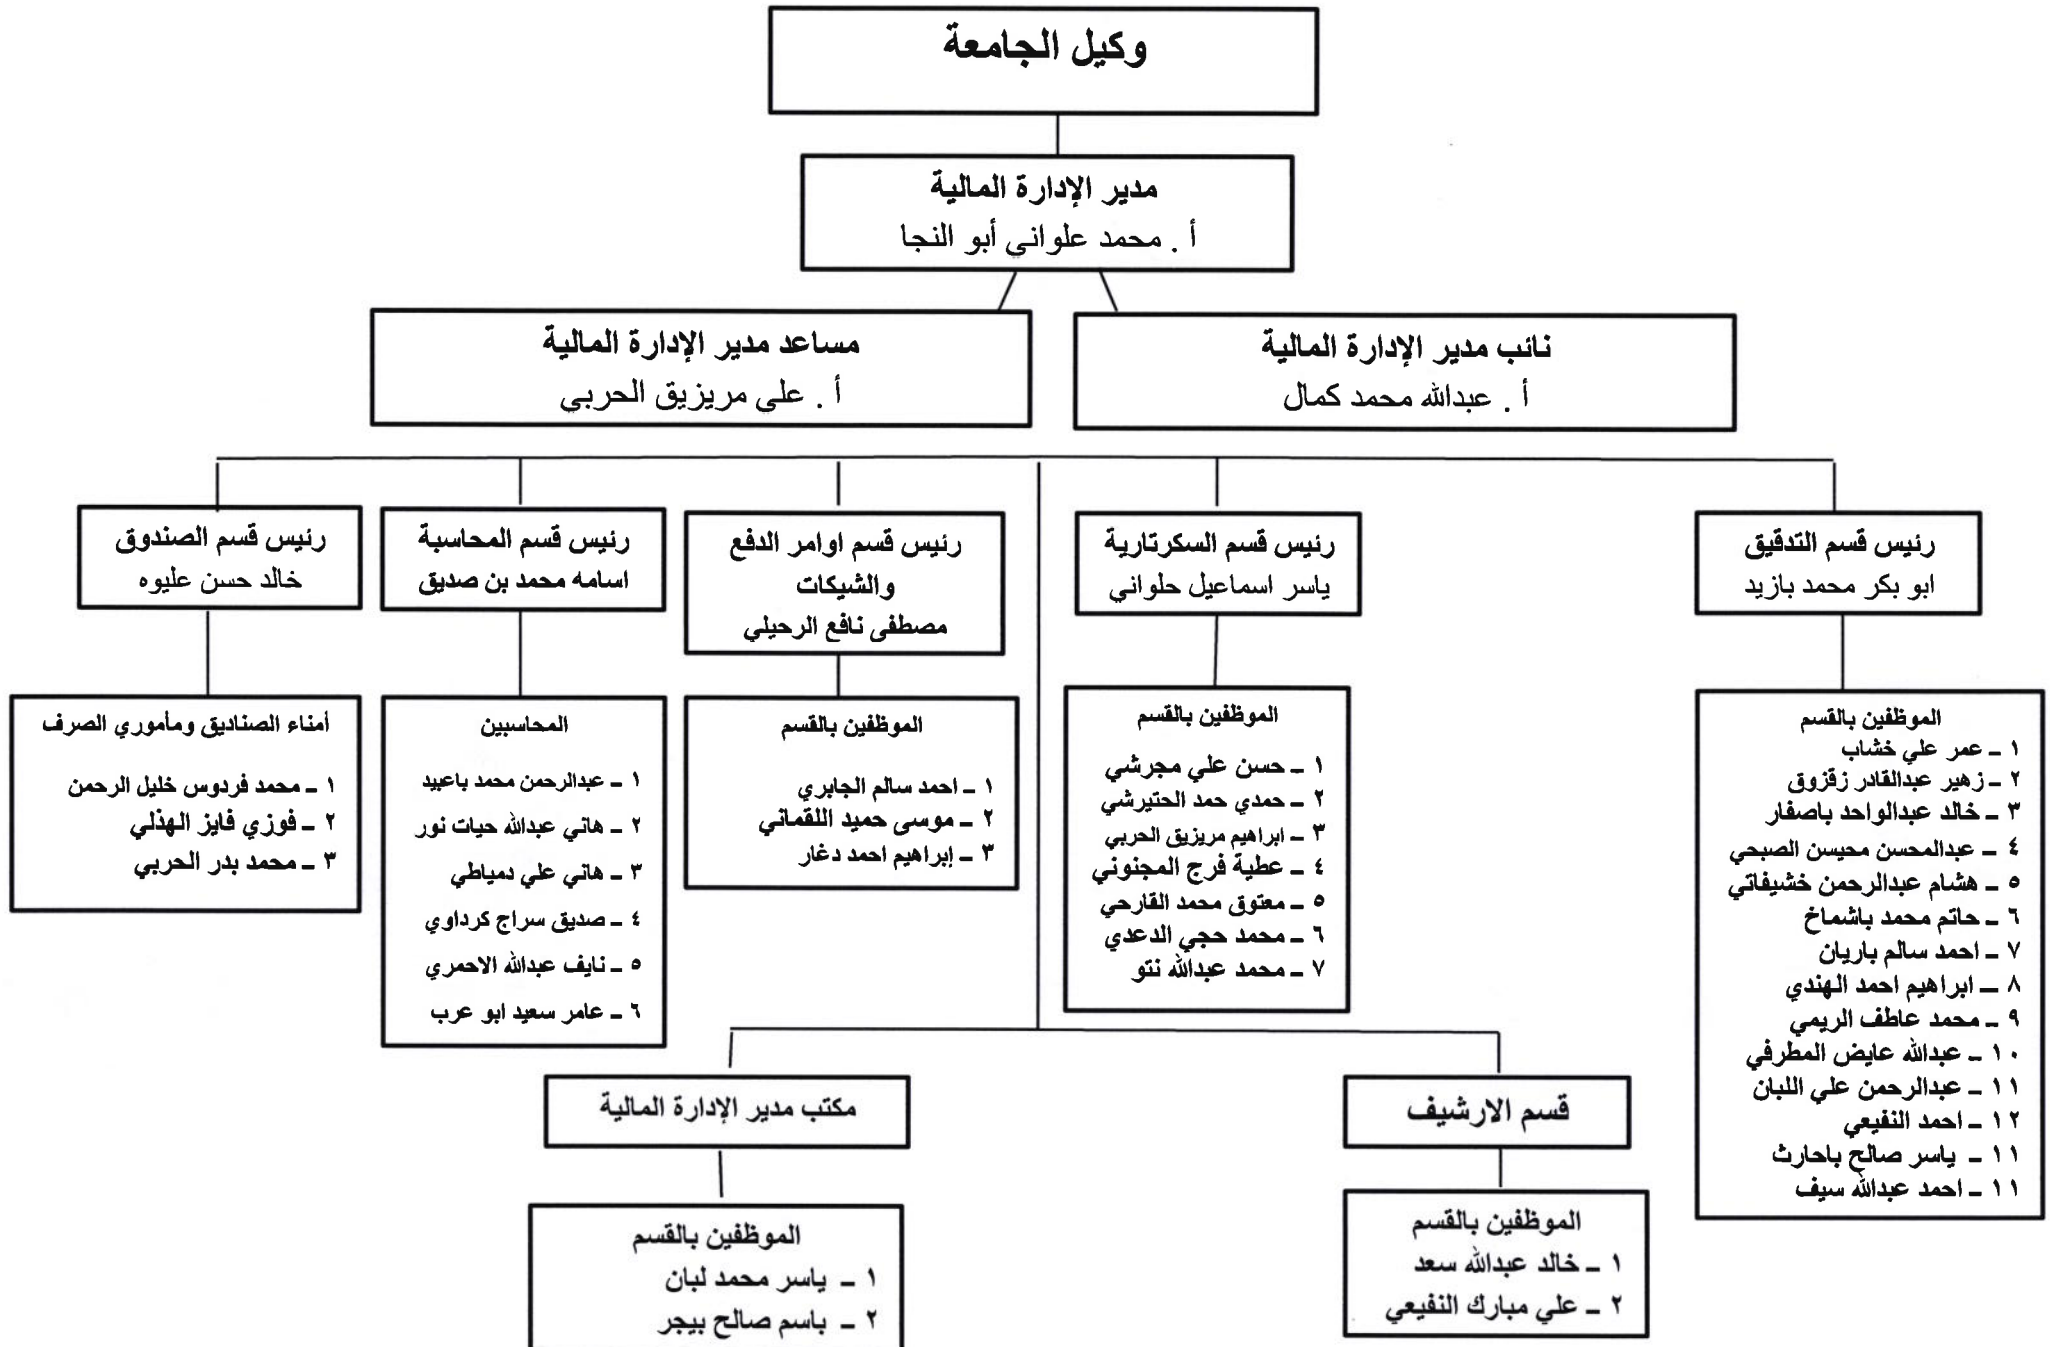 وكيل الجامعة
مدير الإدارة المالية
أ . محمد علواني أبو النجا
نائب مدير الإدارة المالية
أ . عبدالله محمد كمال
مساعد مدير الإدارة المالية
أ . علي مريزيق الحربي
رئيس قسم التدقيق
ابو بكر محمد بازيد
رئيس قسم السكرتارية
ياسر اسماعيل حلواني
رئيس قسم اوامر الدفع
والشيكات
مصطفى نافع الرحيلي
رئيس قسم المحاسبة
اسامه محمد بن صديق
رئيس قسم الصندوق
خالد حسن عليوه
الموظفين بالقسم
١ ـ عمر علي خشاب
٢ ـ زهير عبدالقادر زقزوق
٣ ـ خالد عبدالواحد باصفار
٤ ـ عبدالمحسن محيسن الصبحي
٥ ـ هشام عبدالرحمن خشيفاتي
٦ ـ حاتم محمد باشماخ
٧ ـ احمد سالم باريان
٨ ـ ابراهيم احمد الهندي
٩ ـ محمد عاطف الريمي
١٠ ـ عبدالله عايض المطرفي
١١ ـ عبدالرحمن علي اللبان
١٢ ـ احمد النفيعي
١١ ـ ياسر صالح باحارث
١١ ـ احمد عبدالله سيف
الموظفين بالقسم
١ ـ حسن علي مجرشي
٢ ـ حمدي حمد الحتيرشي
٣ ـ ابراهيم مريزيق الحربي
٤ ـ عطية فرج المجنوني
٥ ـ معتوق محمد القارحي
٦ ـ محمد حجي الدعدي
٧ ـ محمد عبدالله نتو
الموظفين بالقسم
١ ـ احمد سالم الجابري
٢ ـ موسى حميد اللقماني
٣ ـ إبراهيم احمد دغار
المحاسبين
١ ـ عبدالرحمن محمد باعبيد
٢ ـ هاني عبدالله حيات نور
٣ ـ هاني علي دمياطي
٤ ـ صديق سراج كرداوي
٥ ـ نايف عبدالله الاحمري
٦ ـ عامر سعيد ابو عرب
أمناء الصناديق ومأموري الصرف
١ ـ محمد فردوس خليل الرحمن
٢ ـ فوزي فايز الهذلي
٣ ـ محمد بدر الحربي
قسم الارشيف
مكتب مدير الإدارة المالية
الموظفين بالقسم
١ ـ خالد عبدالله سعد
٢ ـ علي مبارك النفيعي
الموظفين بالقسم
١ ـ ياسر محمد لبان
٢ ـ باسم صالح بيجر